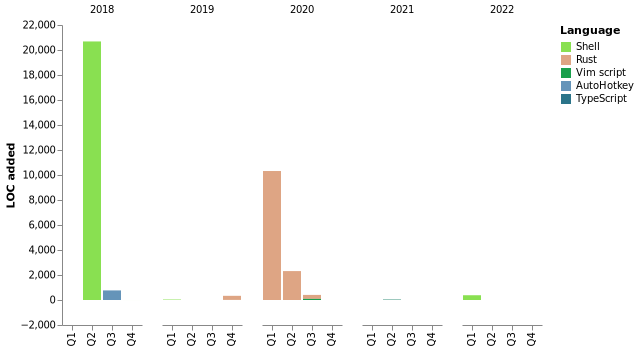 2018 2019 2020 2021 2022
LOC added
22,000
20,000
18,000
16,000
14,000
12,000
10,000
8,000
6,000
4,000
2,000
0
−2,000
Q1 Q2 Q3 Q4 Q1 Q2 Q3 Q4 Q1 Q2 Q3 Q4 Q1 Q2 Q3 Q4 Q1 Q2 Q3 Q4
Language
Shell
Rust
Vim script
AutoHotkey
TypeScript